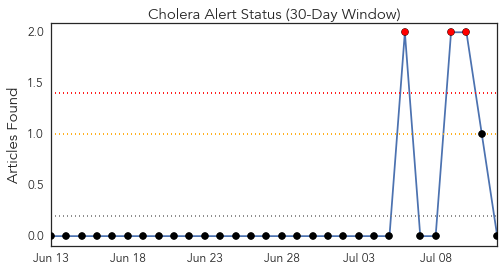 Cholera Alert Status (30-Day Window)
Articles Found
2.0
1.5
1.0
0.5
0.0
Jun 13 Jun 18 Jun 23 Jun 28 Jul 03 Jul 08